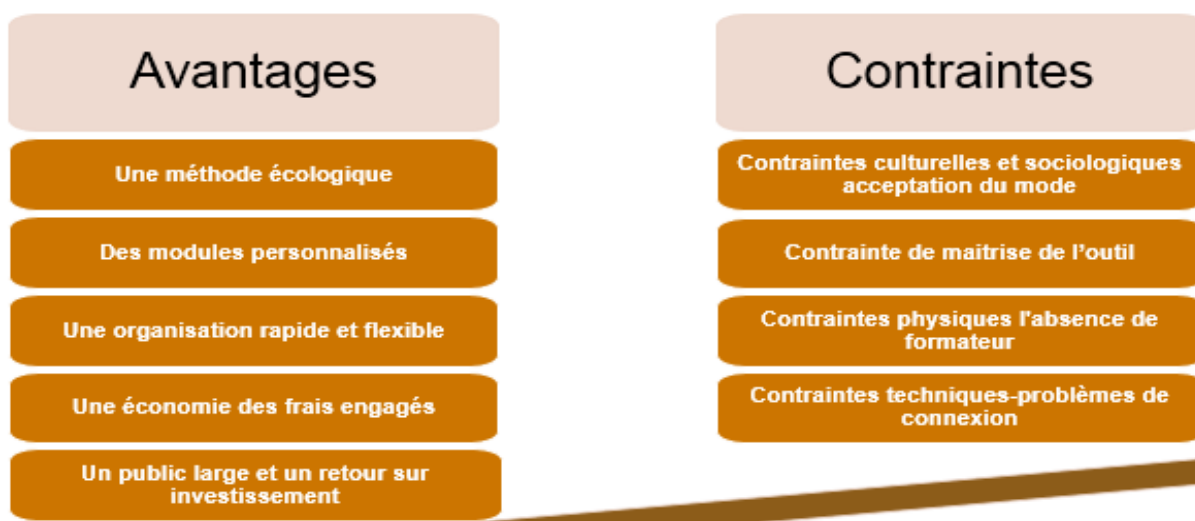 Avantages
Une méthode écologique
Des modules personnalisés
Une organisation rapide et flexible
Une économie des frais engagés
Un public large et un retour sur
investissement
Contraintes
Contraintes culturelles et sociologiques
acceptation du mode
Contrainte de maitrise de l'outil
Contraintes physiques l'absence de
formateur
Contraintes techniques-problèmes de
connexion